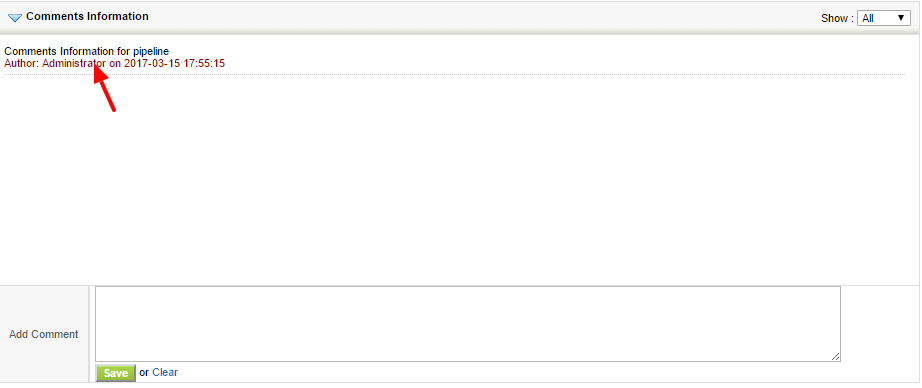 Comments Information
Show : All
Comments Information for pipeline
Author: Administrator on 2017-03-15 17:55:15
Add Comment
Save or Clear